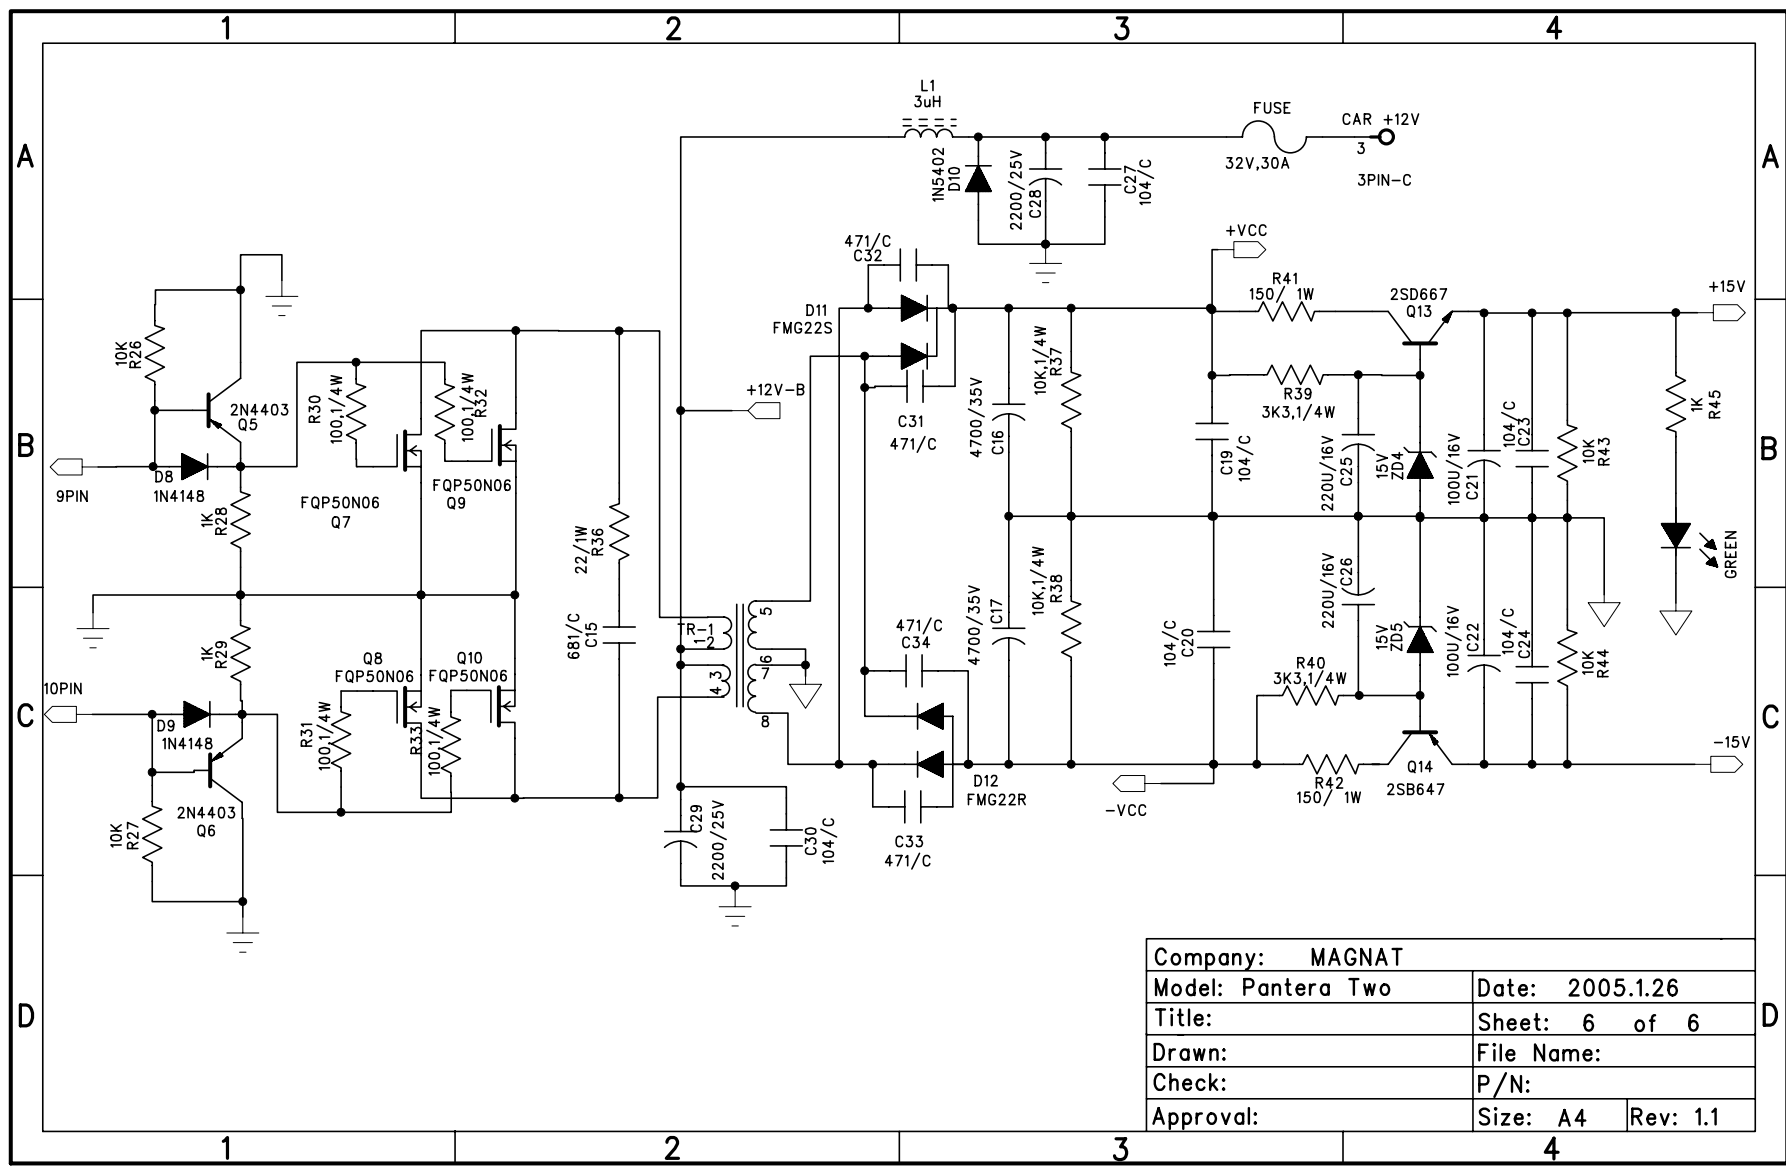 1 2 3 4
A A
B B
C C
D D
1 2 3 4
L1
3uH
FUSE
32V,30A
CAR +12V
3
3PIN-C
1N5402
D10
2200/25V
C28
C27
104/C
+VCC
471/C
C32
D11
FMG22S
C31
471/C
R41
150/ 1W
2SD667
Q13
+15V
10K
R26
2N4403
Q5
R30
100,1/4W
100,1/4W
R32
+12V-B
4700/35V
C16
10K,1/4W
R37
R39
3K3,1/4W
C19
104/C
220U/16V
C25
15V
ZD4
100U/16V
C21
104/C
C23
10K
R43
1K
R45
9PIN
D8
1N4148
1K
R28
FQP50N06
Q7
FQP50N06
Q9
22/1W
R36
GREEN
681/C
C15
TR-1
1 2
3
4
5
6
7
8
471/C
C34
4700/35V
C17
10K,1/4W
R38
104/C
C20
220U/16V
C26
15V
ZD5
100U/16V
C22
104/C
C24
10K
R44
R40
3K3,1/4W
1K
R29
Q8
FQP50N06
Q10
FQP50N06
10PIN
D9
1N4148
R31
100,1/4W
R33
100,1/4W
2N4403
Q6
10K
R27
C29
2200/25V
C30
104/C
D12
FMG22R
C33
471/C
-VCC
R42
150/ 1W
Q14
2SB647
-15V
Company: MAGNAT
Model: Pantera Two Date: 2005.1.26
Title: Sheet: 6 of 6
Drawn: File Name:
Check: P/N:
Approval: Size: A4 Rev: 1.1